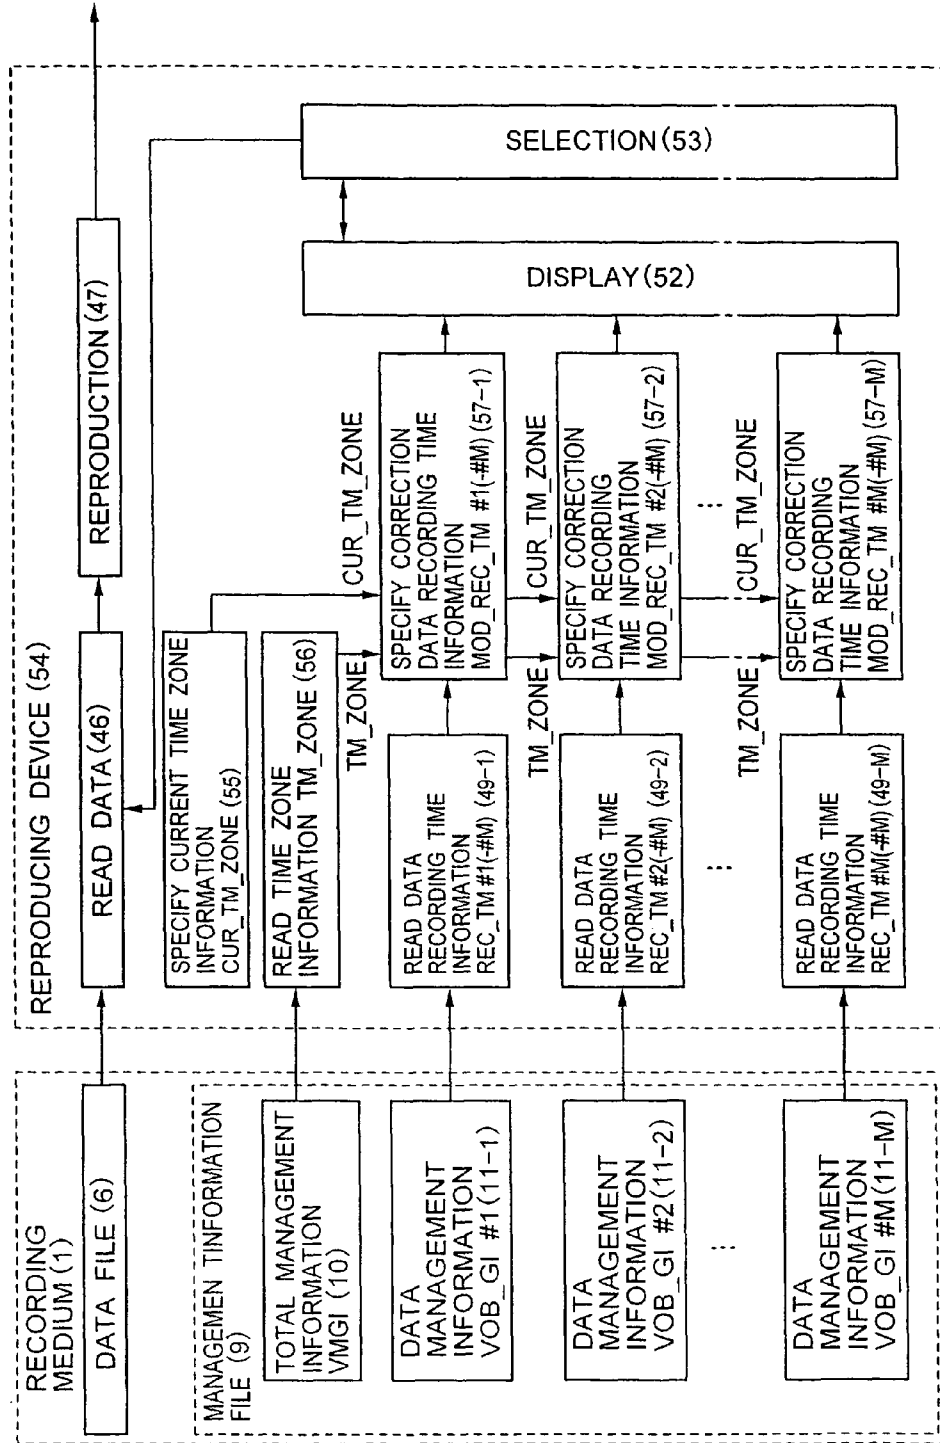 RECORDING
MEDIUM (1)
DATA FILE (6)
MANAGEMEN TINFORMATION
FILE (9)
TOTAL MANAGEMENT
INFORMATION
VMGI (10)
DATA
MANAGEMENT
INFORMATION
VOB_GI #1 (11-1)
DATA
MANAGEMENT
INFORMATION
VOB_GI #2 (11-2)
...
DATA
MANAGEMENT
INFORMATION
VOB_GI #M (11-M)
REPRODUCING DEVICE (54)
READ DATA (46)
REPRODUCTION (47)
SPECIFY CURRENT TIME ZONE
INFORMATION
CUR_TM_ZONE (55)
READ TIME ZONE
INFORMATION TM_ZONE (56)
TM_ZONE
CUR_TM_ZONE
READ DATA
RECORDING TIME
INFORMATION
REC_TM #1(-#M) (49-1)
SPECIFY CORRECTION
DATA RECORDING TIME
INFORMATION
MOD_REC_TM #1(-#M) (57-1)
TM_ZONE
CUR_TM_ZONE
READ DATA
RECORDING TIME
INFORMATION
REC_TM #2(-#M) (49-2)
SPECIFY CORRECTION
DATA RECORDING
TIME INFORMATION
MOD_REC_TM #2(-#M) (57-2)
...
...
TM_ZONE
CUR_TM_ZONE
READ DATA
RECORDING TIME
INFORMATION
REC_TM #M(-#M) (49-M)
SPECIFY CORRECTION
DATA RECORDING
TIME INFORMATION
MOD_REC_TM #M(-#M) (57-M)
DISPLAY (52)
SELECTION (53)